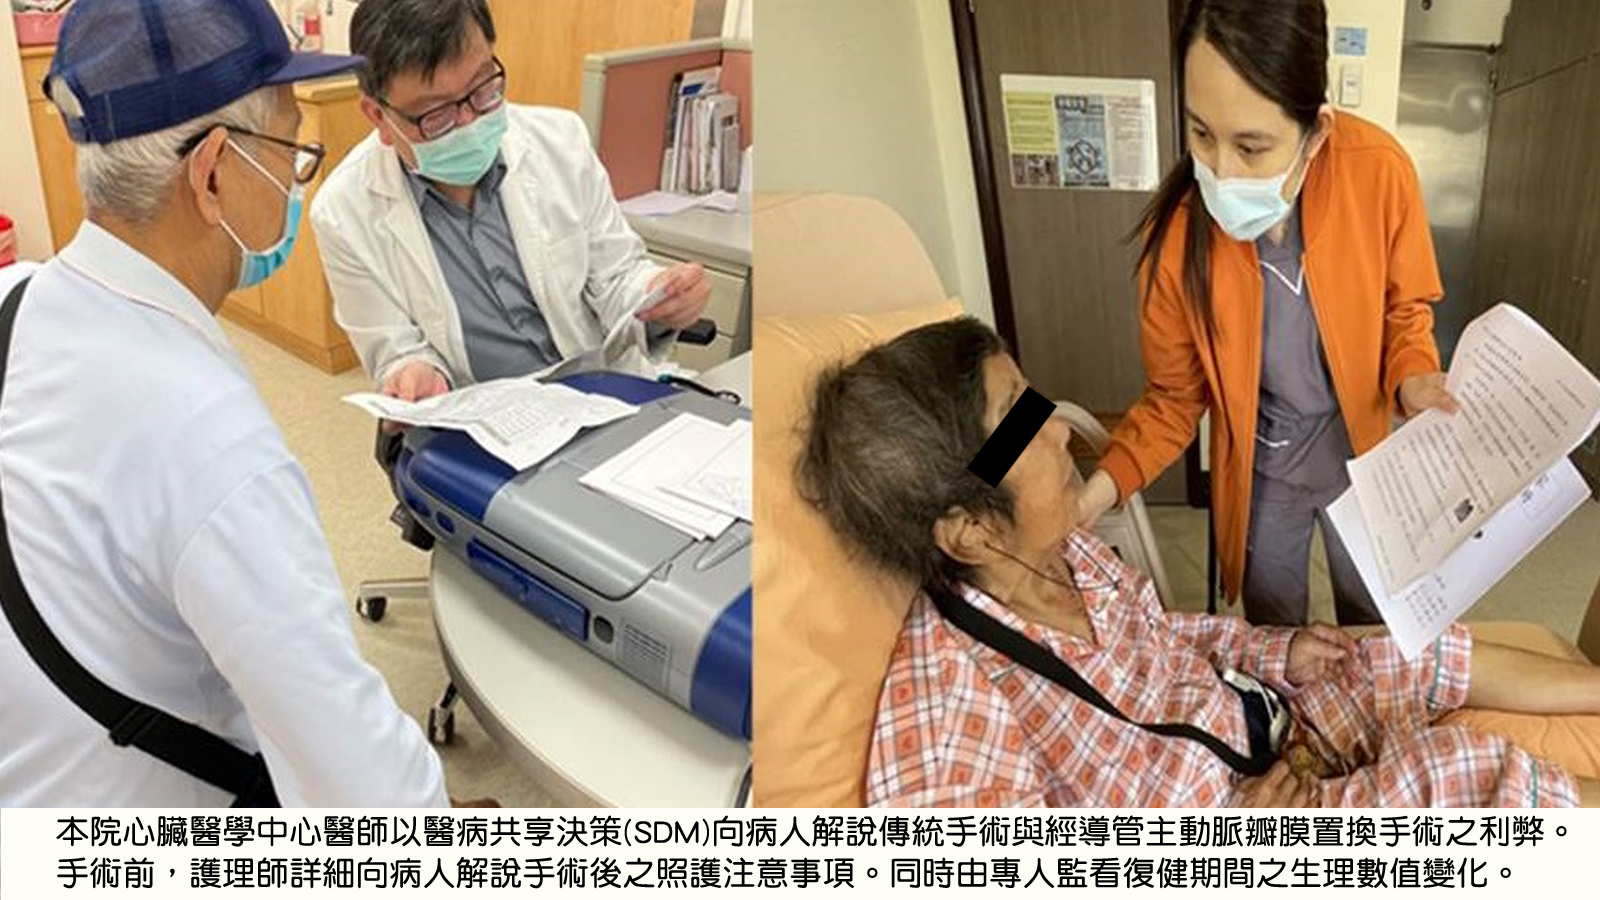 本院心臟醫學中心醫師以醫病共享決策(SDM)向病人解說傳統手術與經導管主動脈瓣膜置換手術之利弊。
手術前，護理師詳細向病人解說手術後之照護注意事項。同時由專人監看復健期間之生理數值變化。